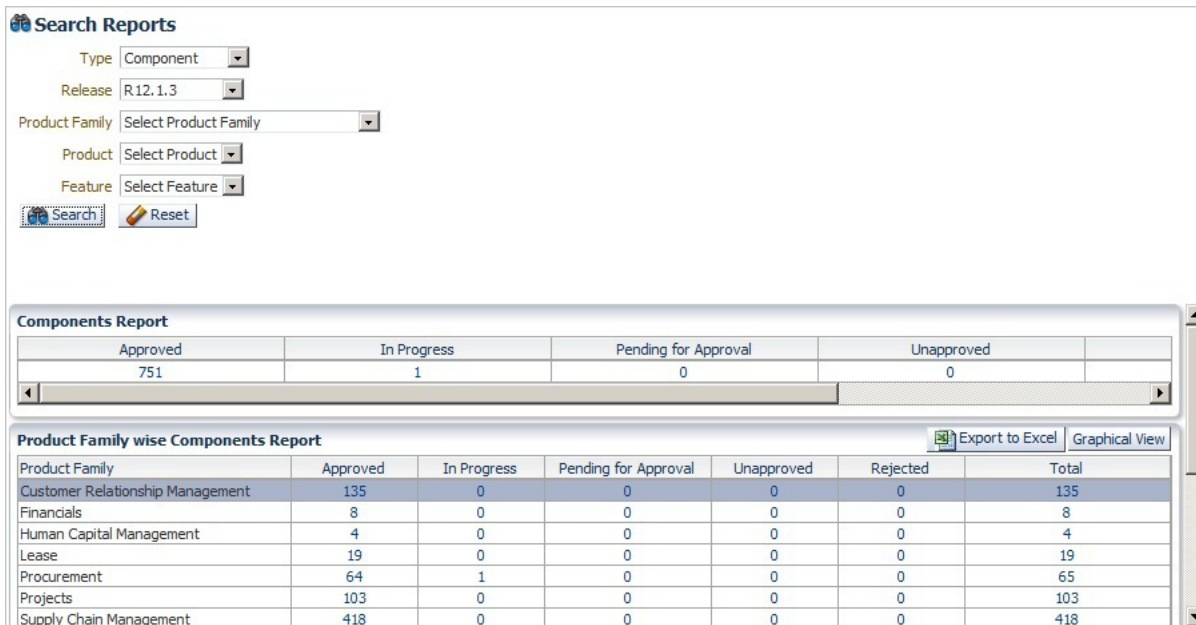 Search Reports
Type Component
Release R12.1.3
Product Family Select Product Family
Product Select Product
Feature Select Feature
Search Reset
Components Report
Approved In Progress Pending for Approval Unapproved
751 1 0 0
Product Family wise Components Report Export to Excel Graphical View
Product Family Approved In Progress Pending for Approval Unapproved Rejected Total
Customer Relationship Management 135 0 0 0 0 135
Financials 8 0 0 0 0 8
Human Capital Management 4 0 0 0 0 4
Lease 19 0 0 0 0 19
Procurement 64 1 0 0 0 65
Projects 103 0 0 0 0 103
Supply Chain Management 418 0 0 0 0 418